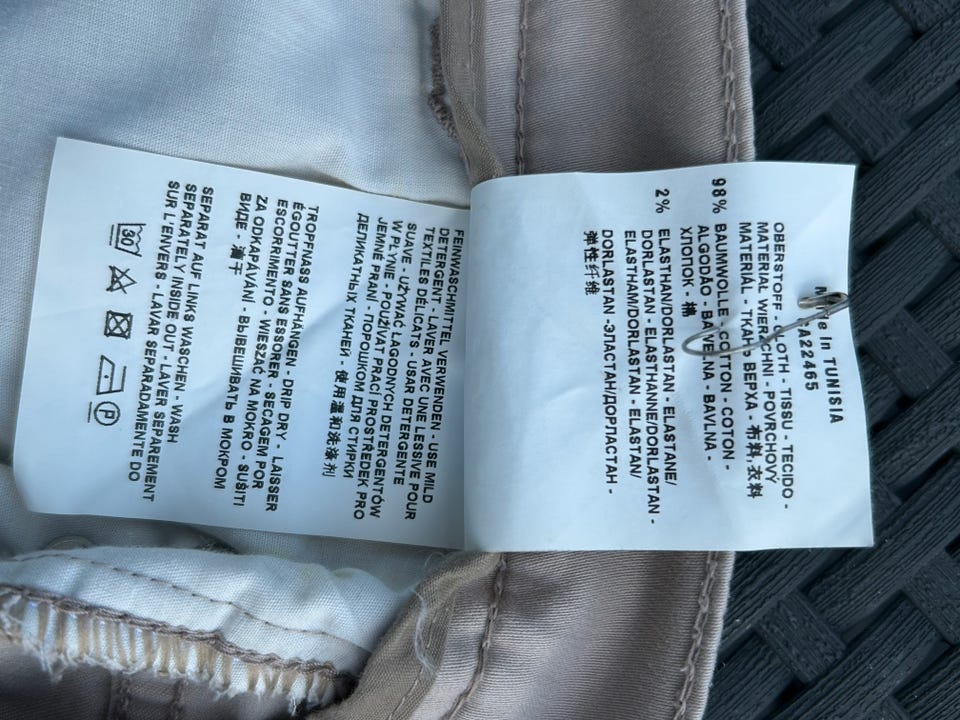 in TUNISIA
CA22465
OBERSTOFF - CLOTH - TISSU - TECIDO -
MATERIAL WIERZCHNI - POVRCHOVÝ
MATERIÁL - ТКАНЬ ВЕРХА - 布料,衣料
98% BAUMWOLLE - COTTON - COTON -
ALGODÃO - BAWEŁNA - BAVLNA -
ХЛОПОК - 棉
2% ELASTHAN/DORLASTAN - ELASTANE/
DORLASTAN - ELASTHANNE/DORLASTAN -
ELASTHAM/DORLASTAN - ELASTAN/
DORLASTAN -ЭЛАСТАН/ДОРЛАСТАН -
弹性纤维
FEINWASCHMITTEL VERWENDEN - USE MILD
DETERGENT - LAVER AVEC UNE LESSIVE POUR
TEXTILES DÉLICATS - USAR DETERGENTE
SUAVE - UŻYWAĆ ŁAGODNYCH DETERGENTÓW
W PŁYNIE - POUŽÍVAT PRACÍ PROSTŘEDEK PRO
JEMNÉ PRANÍ - ПОРОШКОМ ДЛЯ СТИРКИ
ДЕЛИКАТНЫХ ТКАНЕЙ - 使用温和洗涤剂
TROPFNASS AUFHÄNGEN - DRIP DRY - LAISSER
ÉGOUTTER SANS ESSORER - SECAGEM POR
ESCORRIMENTO - WIESZAĆ NA MOKRO - SUŠITI
ZA ODKAPÁVÁNÍ - ВЫВЕШИВАТЬ В МОКРОМ
ВИДЕ - 滴干
SEPARAT AUF LINKS WASCHEN - WASH
SEPARATELY INSIDE OUT - LAVER SÉPAREMENT
SUR L'ENVERS - LAVAR SEPARADAMENTE DO
30 P